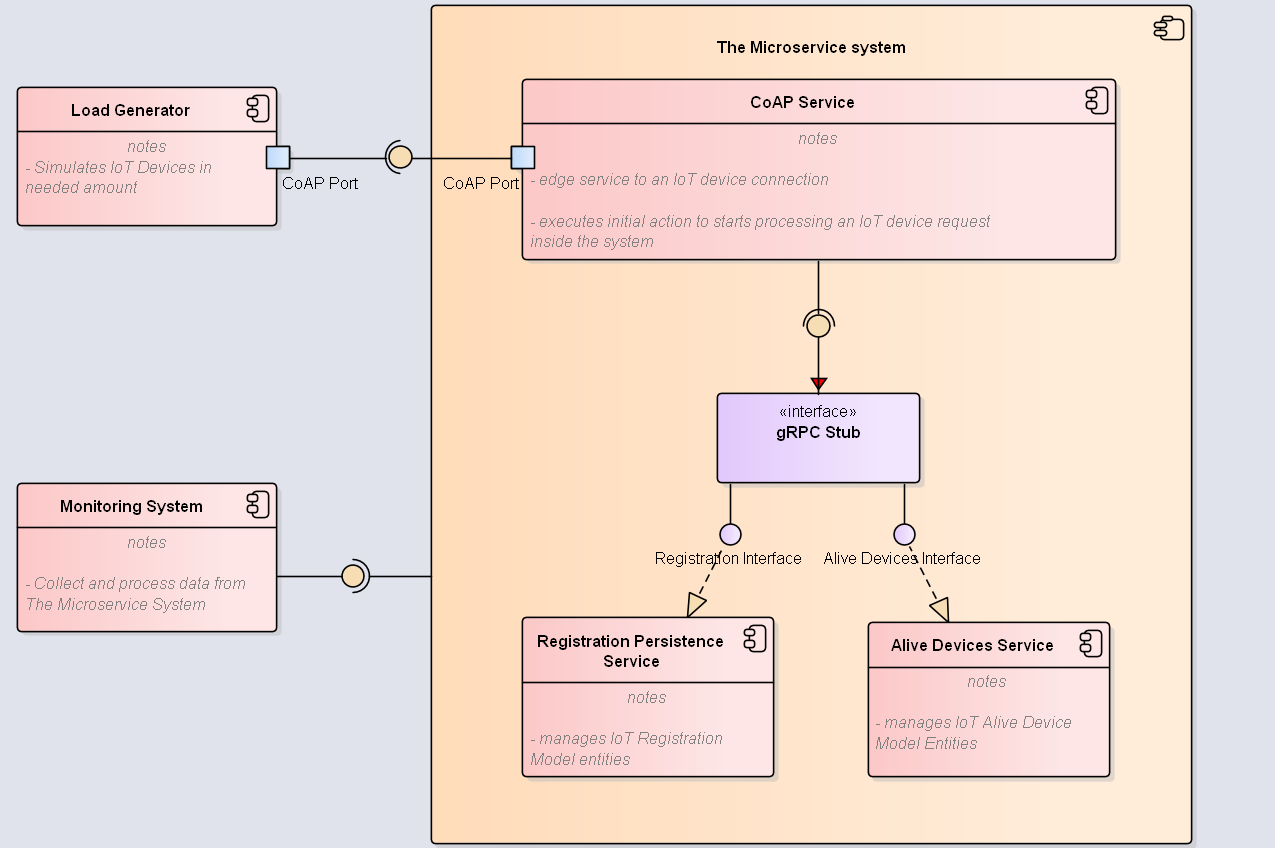 The Microservice system
Load Generator
notes
- Simulates IoT Devices in
needed amount
CoAP Port
CoAP Port
CoAP Service
notes
- edge service to an IoT device connection
- executes initial action to starts processing an IoT device request
inside the system
«interface»
gRPC Stub
Monitoring System
notes
- Collect and process data from
The Microservice System
Registration Interface
Alive Devices Interface
Registration Persistence
Service
notes
- manages IoT Registration
Model entities
Alive Devices Service
notes
- manages IoT Alive Device
Model Entities